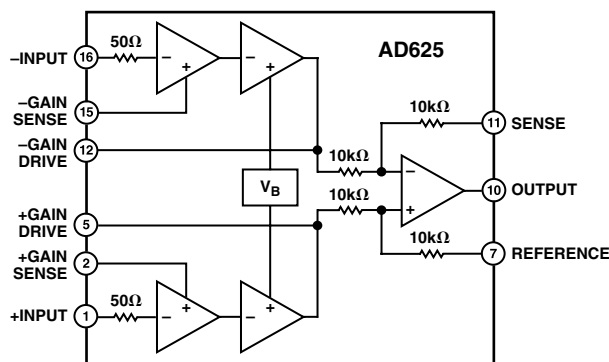 AD625
–INPUT
16
50Ω
–
+
–
+
–GAIN
SENSE
15
–GAIN
DRIVE
12
10kΩ
11
SENSE
10kΩ
–
+
10
OUTPUT
VB
10kΩ
+GAIN
DRIVE
5
10kΩ
7
REFERENCE
+GAIN
SENSE
2
+INPUT
1
50Ω
–
+
–
+